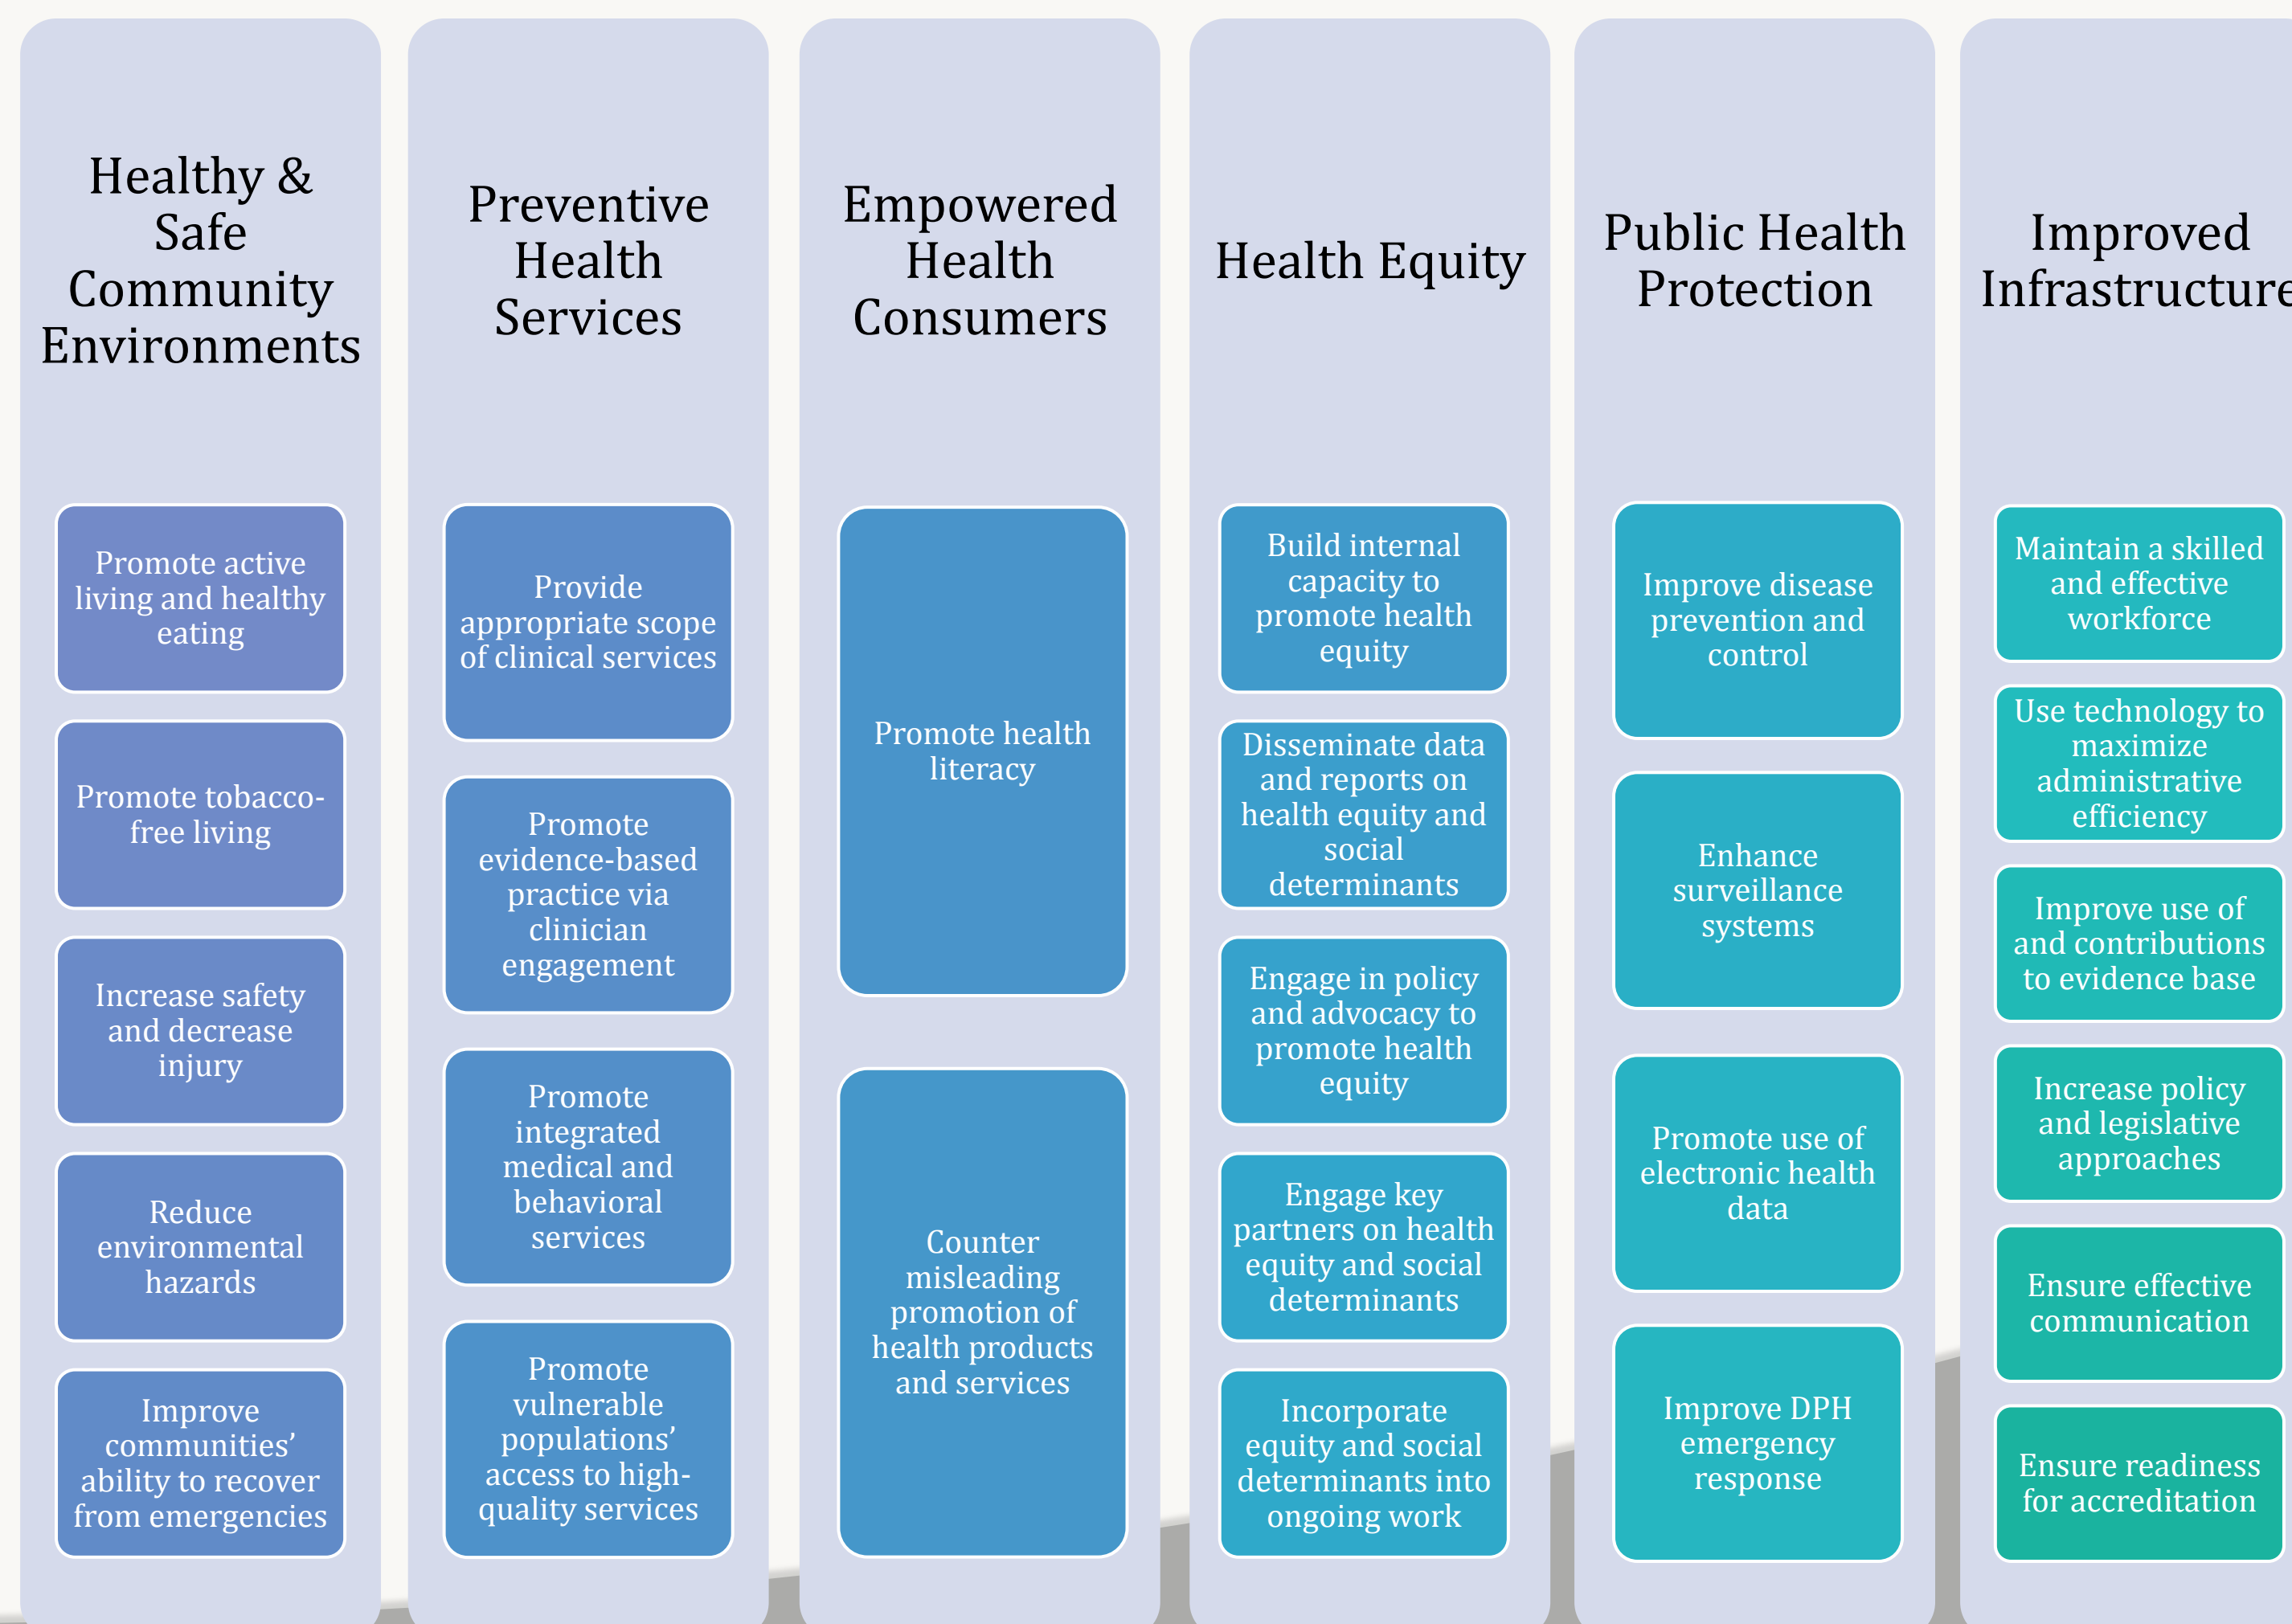 Healthy &
Safe
Community
Environments
Promote active
living and healthy
eating
Promote tobacco-
free living
Increase safety
and decrease
injury
Reduce
environmental
hazards
Improve
communities’
ability to recover
from emergencies
Preventive
Health
Services
Provide
appropriate scope
of clinical services
Promote
evidence-based
practice via
clinician
engagement
Promote
integrated
medical and
behavioral
services
Promote
vulnerable
populations’
access to high-
quality services
Empowered
Health
Consumers
Promote health
literacy
Counter
misleading
promotion of
health products
and services
Health Equity
Build internal
capacity to
promote health
equity
Disseminate data
and reports on
health equity and
social
determinants
Engage in policy
and advocacy to
promote health
equity
Engage key
partners on health
equity and social
determinants
Incorporate
equity and social
determinants into
ongoing work
Public Health
Protection
Improve disease
prevention and
control
Enhance
surveillance
systems
Promote use of
electronic health
data
Improve DPH
emergency
response
Improved
Infrastructure
Maintain a skilled
and effective
workforce
Use technology to
maximize
administrative
efficiency
Improve use of
and contributions
to evidence base
Increase policy
and legislative
approaches
Ensure effective
communication
Ensure readiness
for accreditation